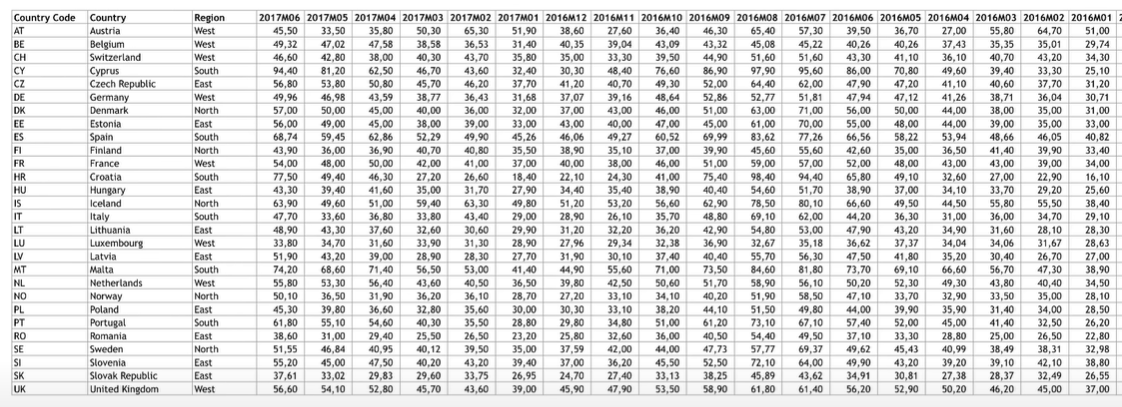 Country Code Country Region 2017M06 2017M05 2017M04 2017M03 2017M02 2017M01 2016M12 2016M11 2016M10 2016M09 2016M08 2016M07 2016M06 2016M05 2016M04 2016M03 2016M02 2016M01 2
AT Austria West 45,50 33,50 35,80 50,30 65,30 51,90 38,60 27,60 36,40 46,30 65,40 57,30 39,50 36,70 27,00 55,80 64,70 51,00
BE Belgium West 49,32 47,02 47,58 38,58 36,53 31,40 40,35 39,04 43,09 43,32 45,08 45,22 40,26 40,26 37,43 35,35 35,01 29,74
CH Switzerland West 46,60 42,80 38,00 40,30 43,70 35,80 35,00 33,30 39,50 44,90 51,60 51,60 43,30 41,10 36,10 40,70 43,20 34,30
CY Cyprus South 94,40 81,20 62,50 46,70 43,60 32,40 30,30 48,40 76,60 86,90 97,90 95,60 86,00 70,80 49,60 39,40 33,30 25,10
CZ Czech Republic East 56,80 53,80 50,80 45,70 46,20 37,70 41,20 40,70 49,30 52,00 64,40 62,00 47,90 47,20 41,10 40,60 37,70 31,20
DE Germany West 49,96 46,98 43,59 38,77 36,43 31,68 37,07 39,16 48,64 52,86 52,77 51,81 47,94 47,12 41,26 38,71 36,04 30,71
DK Denmark North 57,00 50,00 45,00 40,00 36,00 32,00 37,00 43,00 46,00 51,00 63,00 71,00 56,00 50,00 44,00 38,00 35,00 31,00
EE Estonia East 56,00 49,00 45,00 38,00 39,00 33,00 43,00 40,00 47,00 45,00 61,00 70,00 55,00 48,00 44,00 39,00 35,00 33,00
ES Spain South 68,74 59,45 62,86 52,29 49,90 45,26 46,06 49,27 60,52 69,99 83,62 77,26 66,56 58,22 53,94 48,66 46,05 40,82
FI Finland North 43,90 36,00 36,90 40,70 40,80 35,50 38,90 35,10 37,00 39,90 45,60 55,60 42,60 35,00 36,50 41,40 39,90 33,40
FR France West 54,00 48,00 50,00 42,00 41,00 37,00 40,00 38,00 46,00 51,00 59,00 57,00 52,00 48,00 43,00 43,00 39,00 34,00
HR Croatia South 77,50 49,40 46,30 27,20 26,60 18,40 22,10 24,30 41,00 75,40 98,40 94,40 65,80 49,10 32,60 27,00 22,90 16,10
HU Hungary East 43,30 39,40 41,60 35,00 31,70 27,90 34,40 35,40 38,90 40,40 54,60 51,70 38,90 37,00 34,10 33,70 29,20 25,60
IS Iceland North 63,90 49,60 51,00 59,40 63,30 49,80 51,20 53,20 56,60 62,90 78,50 80,10 66,60 49,50 44,50 55,80 55,50 38,40
IT Italy South 47,70 33,60 36,80 33,80 43,40 29,00 28,90 26,10 35,70 48,80 69,10 62,00 44,20 36,30 31,00 36,00 34,70 29,10
LT Lithuania East 48,90 43,30 37,60 32,60 30,60 29,90 31,20 32,20 36,20 42,90 54,80 53,00 47,90 43,20 34,90 31,60 28,10 28,30
LU Luxembourg West 33,80 34,70 31,60 33,90 31,30 28,90 27,96 29,34 32,38 36,90 32,67 35,18 36,62 37,37 34,04 34,06 31,67 28,63
LV Latvia East 51,90 43,20 39,00 28,90 28,30 27,70 31,90 30,10 37,40 40,40 55,70 56,30 47,50 41,80 35,20 30,40 26,70 27,00
MT Malta South 74,20 68,60 71,40 56,50 53,00 41,40 44,90 55,60 71,00 73,50 84,60 81,80 73,70 69,10 66,60 56,70 47,30 38,90
NL Netherlands West 55,80 53,30 56,40 43,60 40,50 36,50 39,80 42,50 50,60 51,70 58,90 56,10 50,20 52,30 49,30 43,80 40,40 34,50
NO Norway North 50,10 36,50 31,90 36,20 36,10 28,70 27,20 33,10 34,10 40,20 51,90 58,50 47,10 33,70 32,90 33,50 35,00 28,10
PL Poland East 45,30 39,80 36,60 32,80 35,60 30,00 30,30 33,10 38,20 44,10 51,50 49,80 44,00 39,90 35,90 31,40 34,00 28,50
PT Portugal South 61,80 55,10 54,60 40,30 35,50 28,80 29,80 34,80 51,00 61,20 73,10 67,10 57,40 52,00 45,00 41,40 32,50 26,20
RO Romania East 38,60 31,00 29,40 25,50 26,50 23,20 25,80 32,60 36,00 40,50 54,40 49,50 37,10 33,30 28,80 25,00 26,50 22,80
SE Sweden North 51,55 46,84 40,95 40,12 39,50 35,00 37,59 42,00 44,00 47,73 57,77 69,37 49,62 45,43 40,99 38,49 38,31 32,98
SI Slovenia East 55,20 45,00 47,50 40,20 43,20 39,40 37,00 36,20 45,50 52,50 72,10 64,00 49,90 43,20 39,20 39,10 42,10 38,80
SK Slovak Republic East 37,61 33,02 29,83 29,60 33,75 26,95 24,70 27,40 33,13 38,25 45,89 43,62 34,91 30,81 27,38 28,37 32,49 26,55
UK United Kingdom West 56,60 54,10 52,80 45,70 43,60 39,00 45,90 47,90 53,50 58,90 61,80 61,40 56,20 52,90 50,20 46,20 45,00 37,00